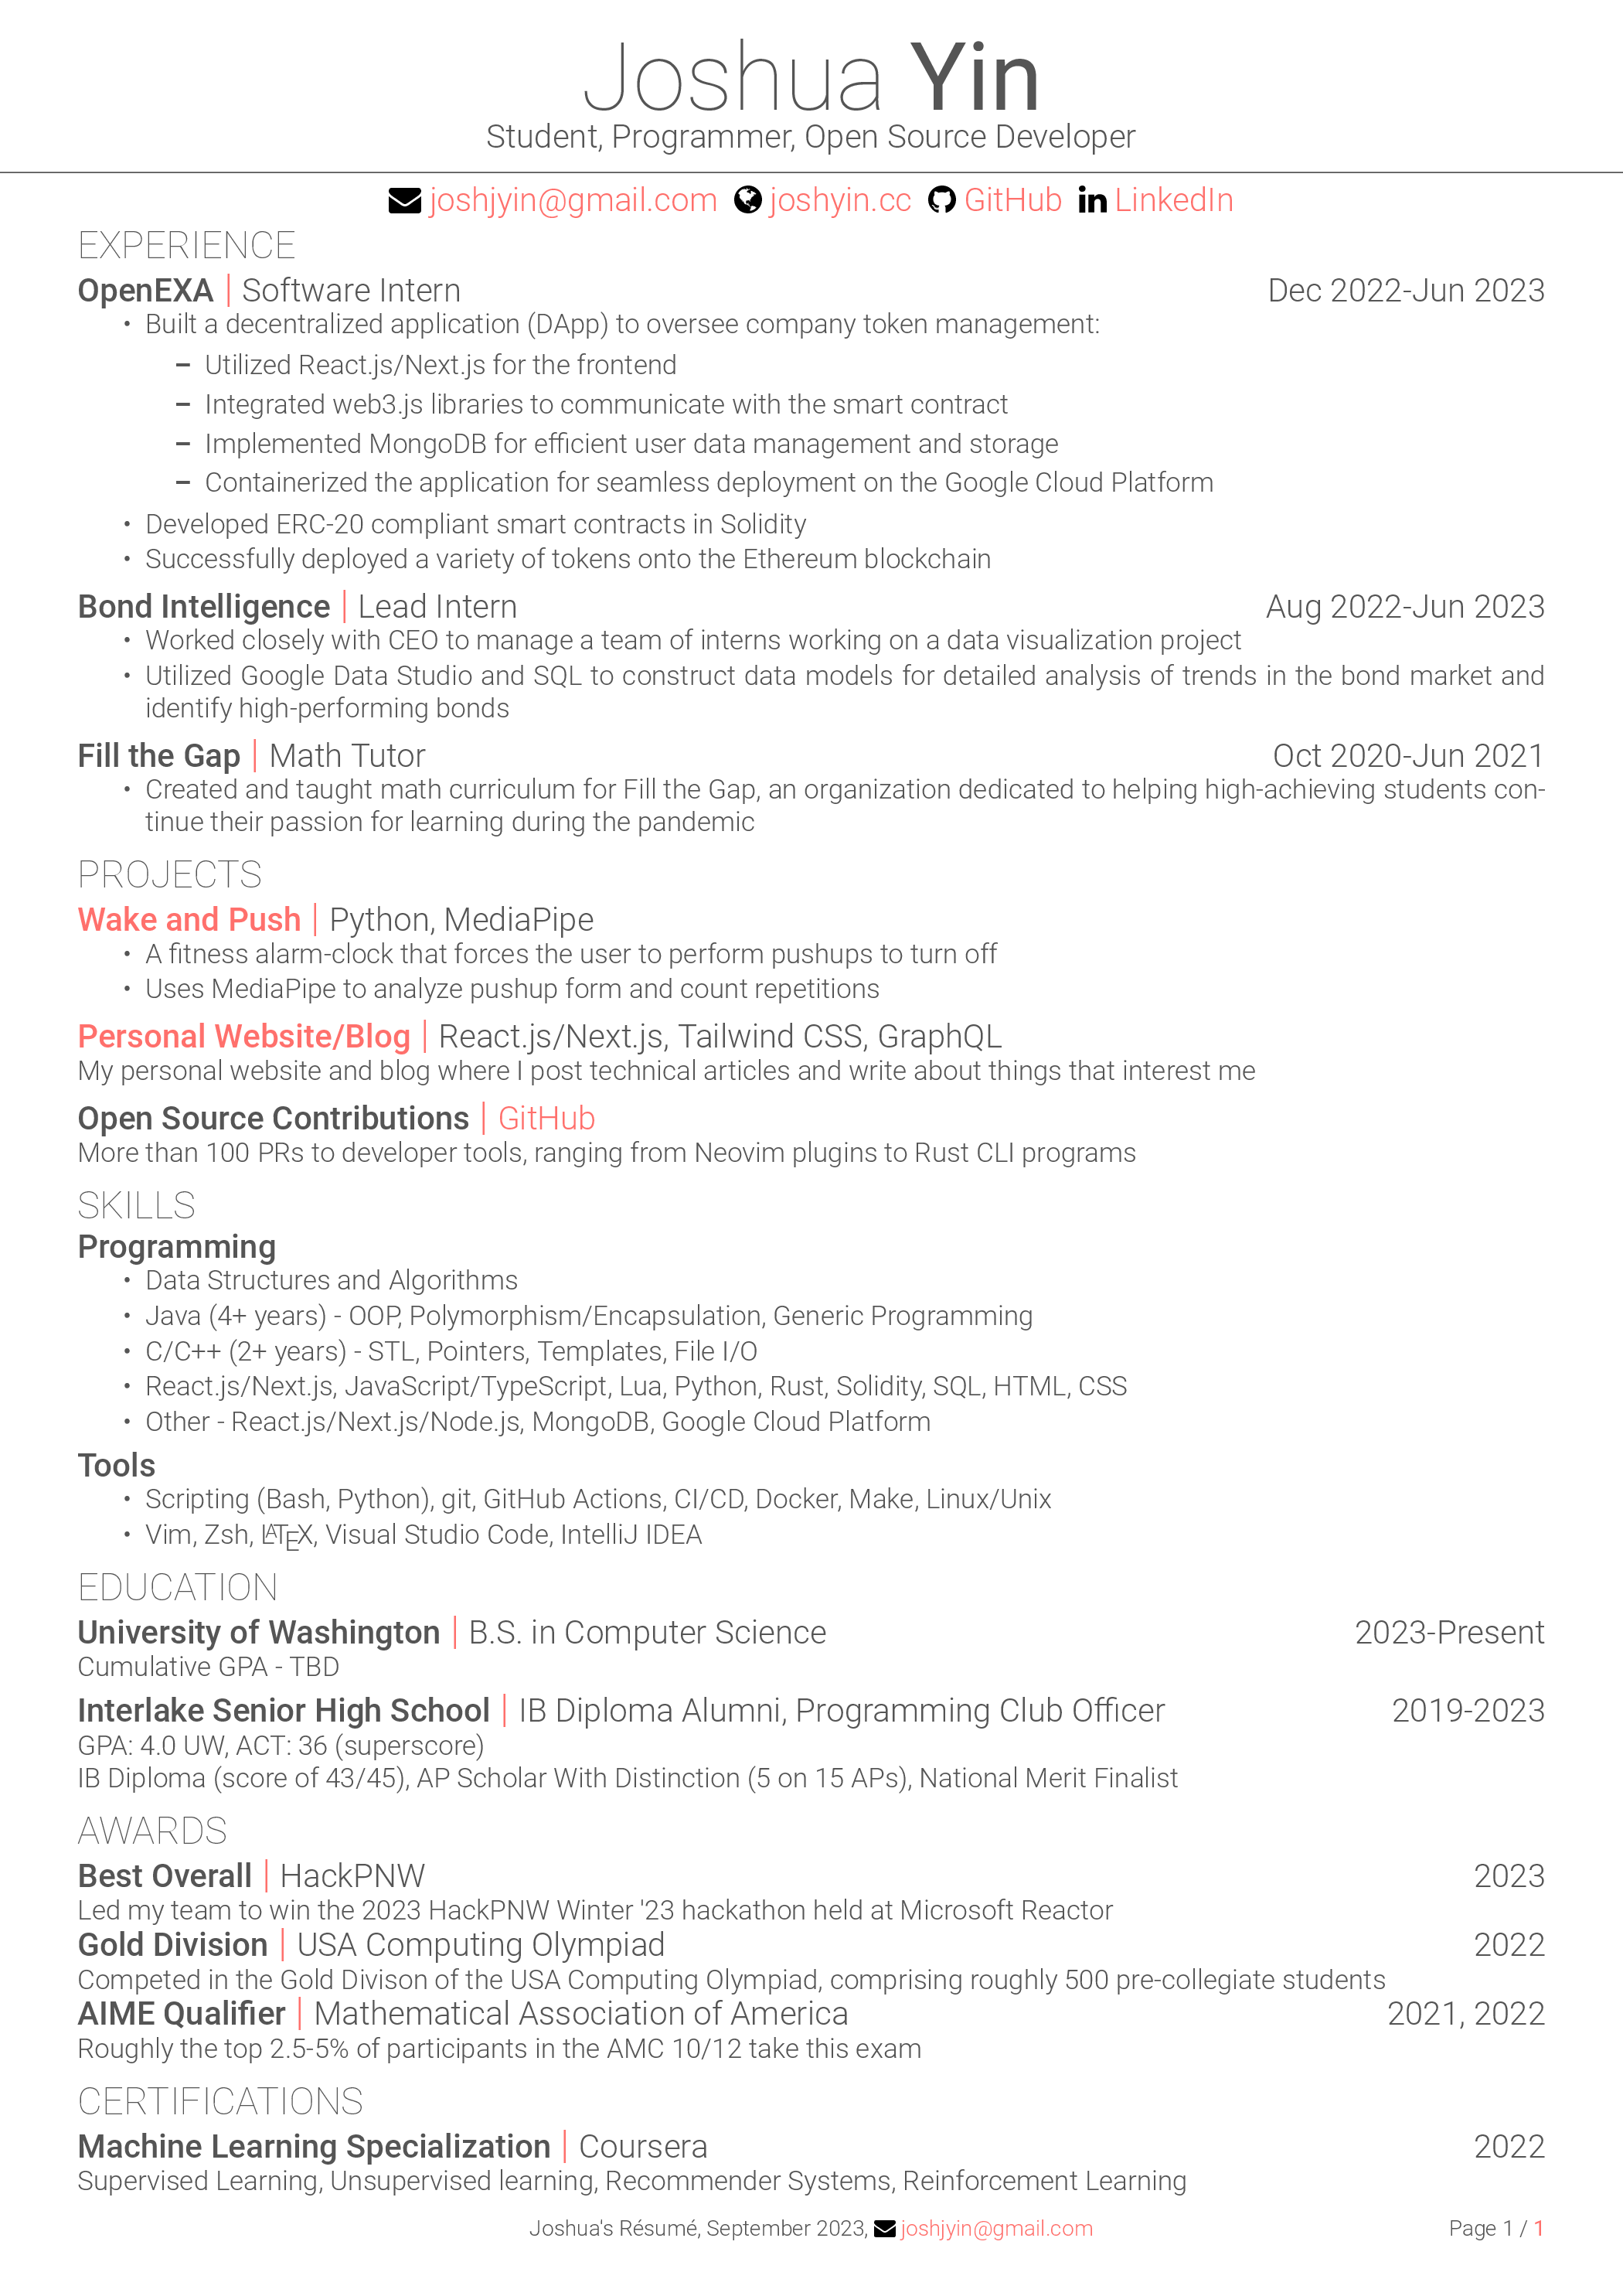 Joshua Yin
Student, Programmer, Open Source Developer
joshjyin@gmail.com joshyin.cc GitHub LinkedIn
EXPERIENCE
OpenEXA | Software Intern Dec 2022-Jun 2023
• Built a decentralized application (DApp) to oversee company token management:
– Utilized React.js/Next.js for the frontend
– Integrated web3.js libraries to communicate with the smart contract
– Implemented MongoDB for efficient user data management and storage
– Containerized the application for seamless deployment on the Google Cloud Platform
• Developed ERC-20 compliant smart contracts in Solidity
• Successfully deployed a variety of tokens onto the Ethereum blockchain
Bond Intelligence | Lead Intern Aug 2022-Jun 2023
• Worked closely with CEO to manage a team of interns working on a data visualization project
• Utilized Google Data Studio and SQL to construct data models for detailed analysis of trends in the bond market and
identify high-performing bonds
Fill the Gap | Math Tutor Oct 2020-Jun 2021
• Created and taught math curriculum for Fill the Gap, an organization dedicated to helping high-achieving students con-
tinue their passion for learning during the pandemic
PROJECTS
Wake and Push | Python, MediaPipe
• A fitness alarm-clock that forces the user to perform pushups to turn off
• Uses MediaPipe to analyze pushup form and count repetitions
Personal Website/Blog | React.js/Next.js, Tailwind CSS, GraphQL
My personal website and blog where I post technical articles and write about things that interest me
Open Source Contributions | GitHub
More than 100 PRs to developer tools, ranging from Neovim plugins to Rust CLI programs
SKILLS
Programming
• Data Structures and Algorithms
• Java (4+ years) - OOP, Polymorphism/Encapsulation, Generic Programming
• C/C++ (2+ years) - STL, Pointers, Templates, File I/O
• React.js/Next.js, JavaScript/TypeScript, Lua, Python, Rust, Solidity, SQL, HTML, CSS
• Other - React.js/Next.js/Node.js, MongoDB, Google Cloud Platform
Tools
• Scripting (Bash, Python), git, GitHub Actions, CI/CD, Docker, Make, Linux/Unix
• Vim, Zsh, LATEX, Visual Studio Code, IntelliJ IDEA
EDUCATION
University of Washington | B.S. in Computer Science 2023-Present
Cumulative GPA - TBD
Interlake Senior High School | IB Diploma Alumni, Programming Club Officer 2019-2023
GPA: 4.0 UW, ACT: 36 (superscore)
IB Diploma (score of 43/45), AP Scholar With Distinction (5 on 15 APs), National Merit Finalist
AWARDS
Best Overall | HackPNW 2023
Led my team to win the 2023 HackPNW Winter '23 hackathon held at Microsoft Reactor
Gold Division | USA Computing Olympiad 2022
Competed in the Gold Divison of the USA Computing Olympiad, comprising roughly 500 pre-collegiate students
AIME Qualifier | Mathematical Association of America 2021, 2022
Roughly the top 2.5-5% of participants in the AMC 10/12 take this exam
CERTIFICATIONS
Machine Learning Specialization | Coursera 2022
Supervised Learning, Unsupervised learning, Recommender Systems, Reinforcement Learning
Joshua's Résumé, September 2023, joshjyin@gmail.com Page 1 / 1